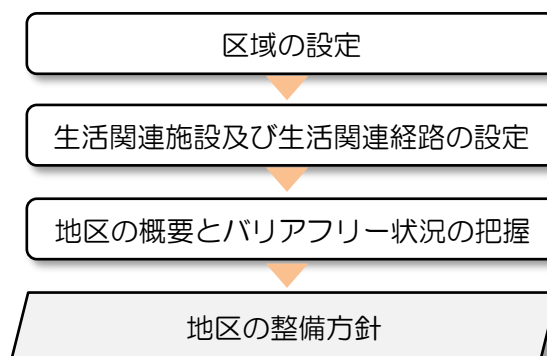 区域の設定
生活関連施設及び生活関連経路の設定
地区の概要とバリアフリー状況の把握
地区の整備方針